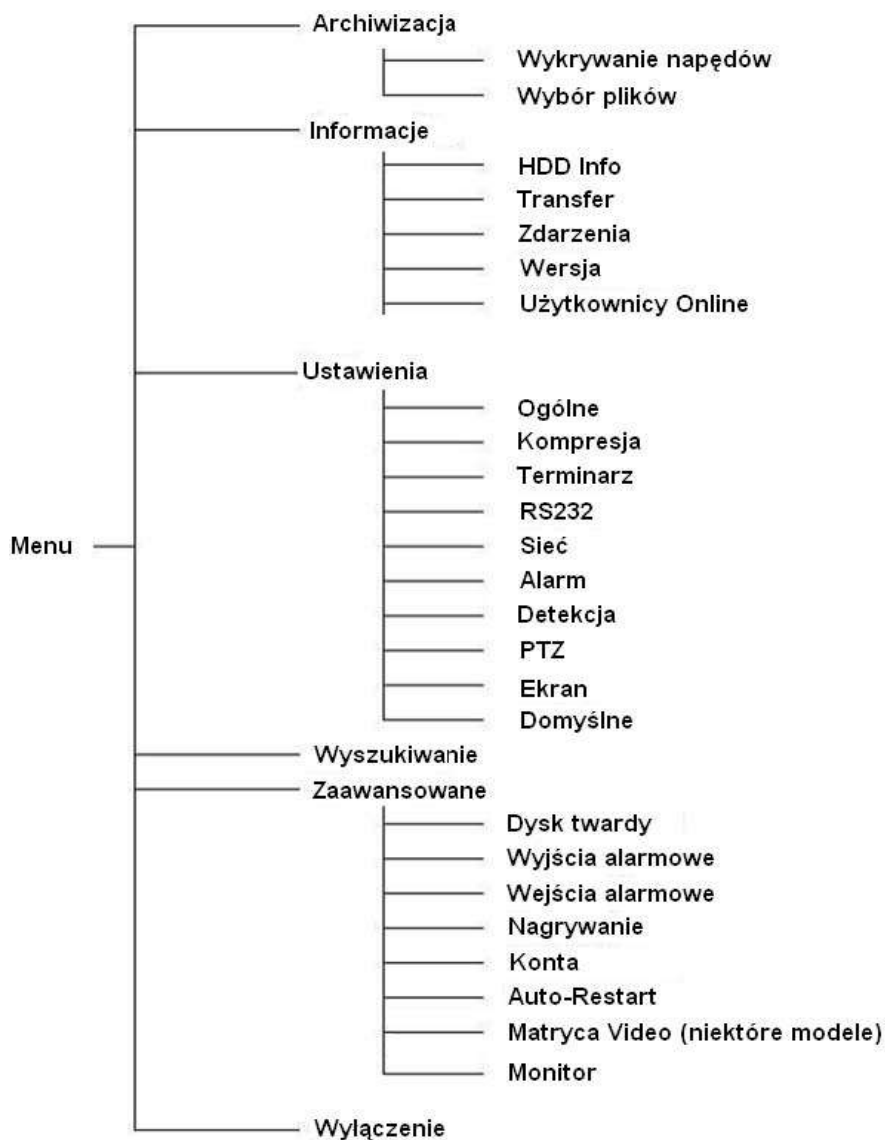 Archiwizacja
Wykrywanie napędów
Wybór plików
Informacje
HDD Info
Transfer
Zdarzenia
Wersja
Użytkownicy Online
Ustawienia
Ogólne
Kompresja
Terminarz
RS232
Menu
Sieć
Alarm
Detekcja
PTZ
Ekran
Domyślne
Wyszukiwanie
Zaawansowane
Dysk twardy
Wyjścia alarmowe
Wejścia alarmowe
Nagrywanie
Konta
Auto-Restart
Matryca Video (niektóre modele)
Monitor
Wyłączenie